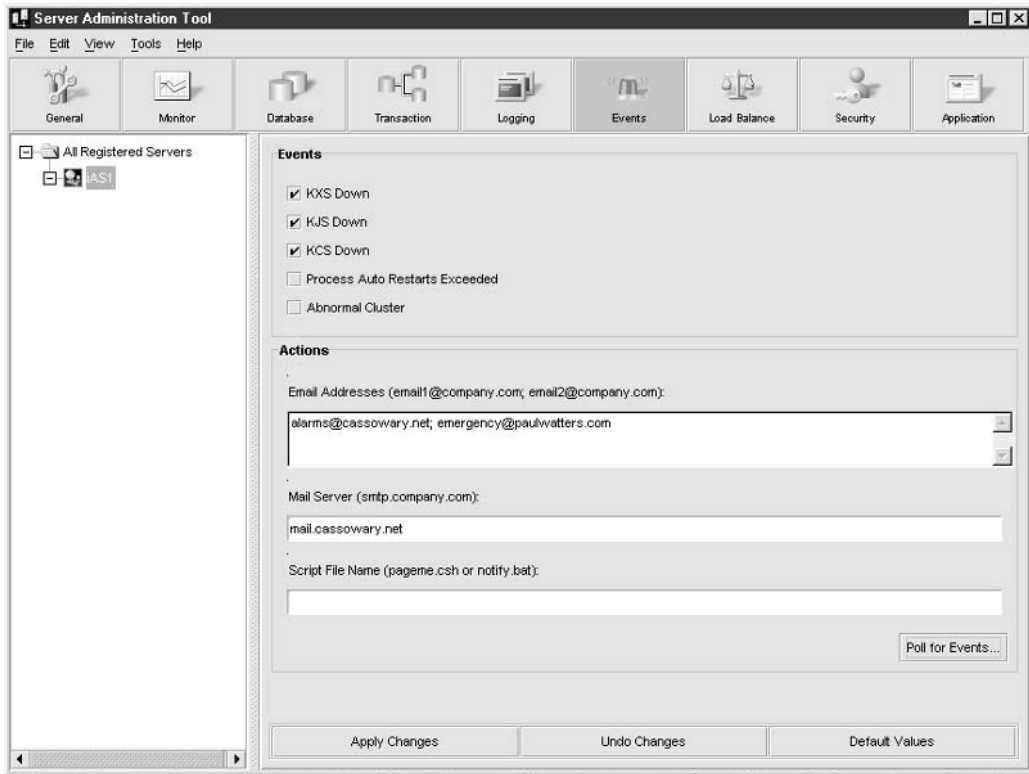 Server Administration Tool
File Edit View Tools Help
General Monitor Database Transaction Logging Events Load Balance Security Application
All Registered Servers
iAS1
Events
KXS Down
KJS Down
KCS Down
Process Auto Restarts Exceeded
Abnormal Cluster
Actions
.
Email Addresses (email1@company.com; email2@company.com):
alarms@cassowary.net; emergency@paulwatters.com
.
Mail Server (smtp.company.com):
mail.cassowary.net
.
Script File Name (pageme.csh or notify.bat):
Poll for Events...
Apply Changes Undo Changes Default Values